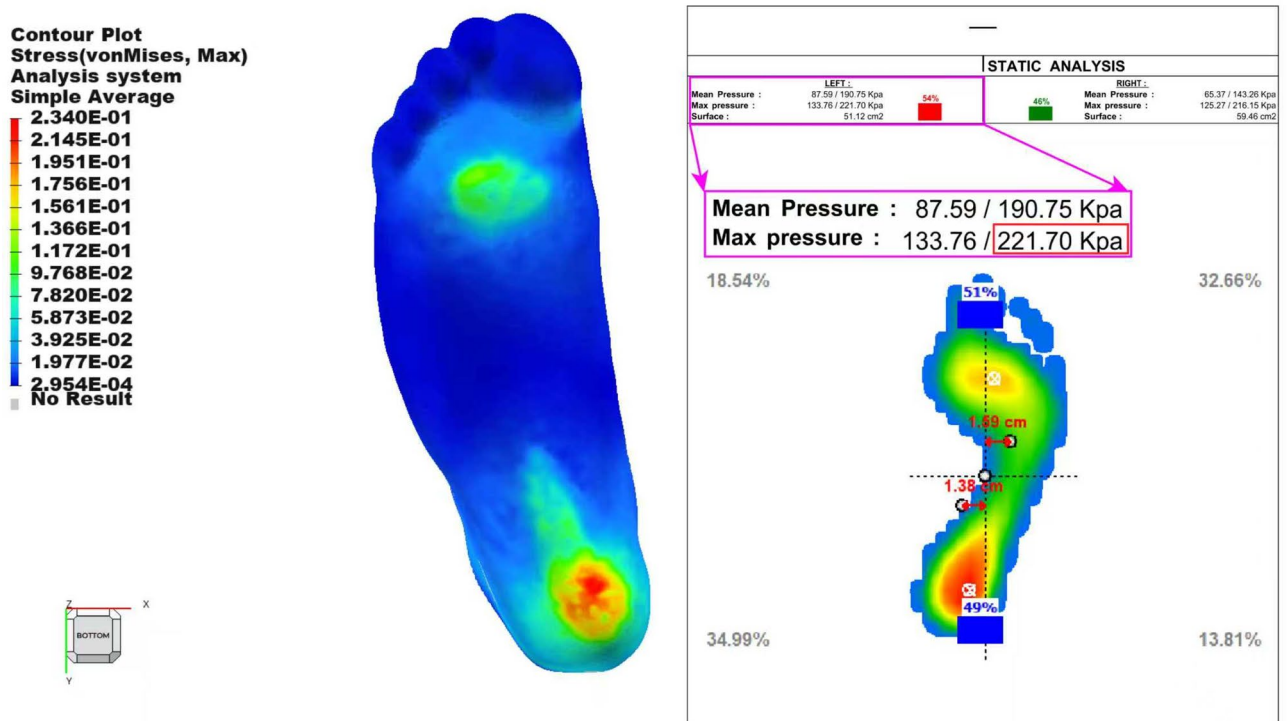 Contour Plot
Stress(vonMises, Max)
Analysis system
Simple Average
2.340E-01
2.145E-01
1.951E-01
1.756E-01
1.561E-01
1.366E-01
1.172E-01
9.768E-02
7.820E-02
5.873E-02
3.925E-02
1.977E-02
2.954E-04
No Result
Z
X
BOTTOM
Y
STATIC ANALYSIS
LEFT :
Mean Pressure : 87.59 / 190.75 Kpa
Max pressure : 133.76 / 221.70 Kpa
Surface : 51.12 cm2
54%
46%
RIGHT :
Mean Pressure : 65.37 / 143.26 Kpa
Max pressure : 125.27 / 216.15 Kpa
Surface : 59.46 cm2
Mean Pressure : 87.59 / 190.75 Kpa
Max pressure : 133.76 / 221.70 Kpa
18.54%
32.66%
51%
1.59 cm
1.38 cm
49%
34.99%
13.81%